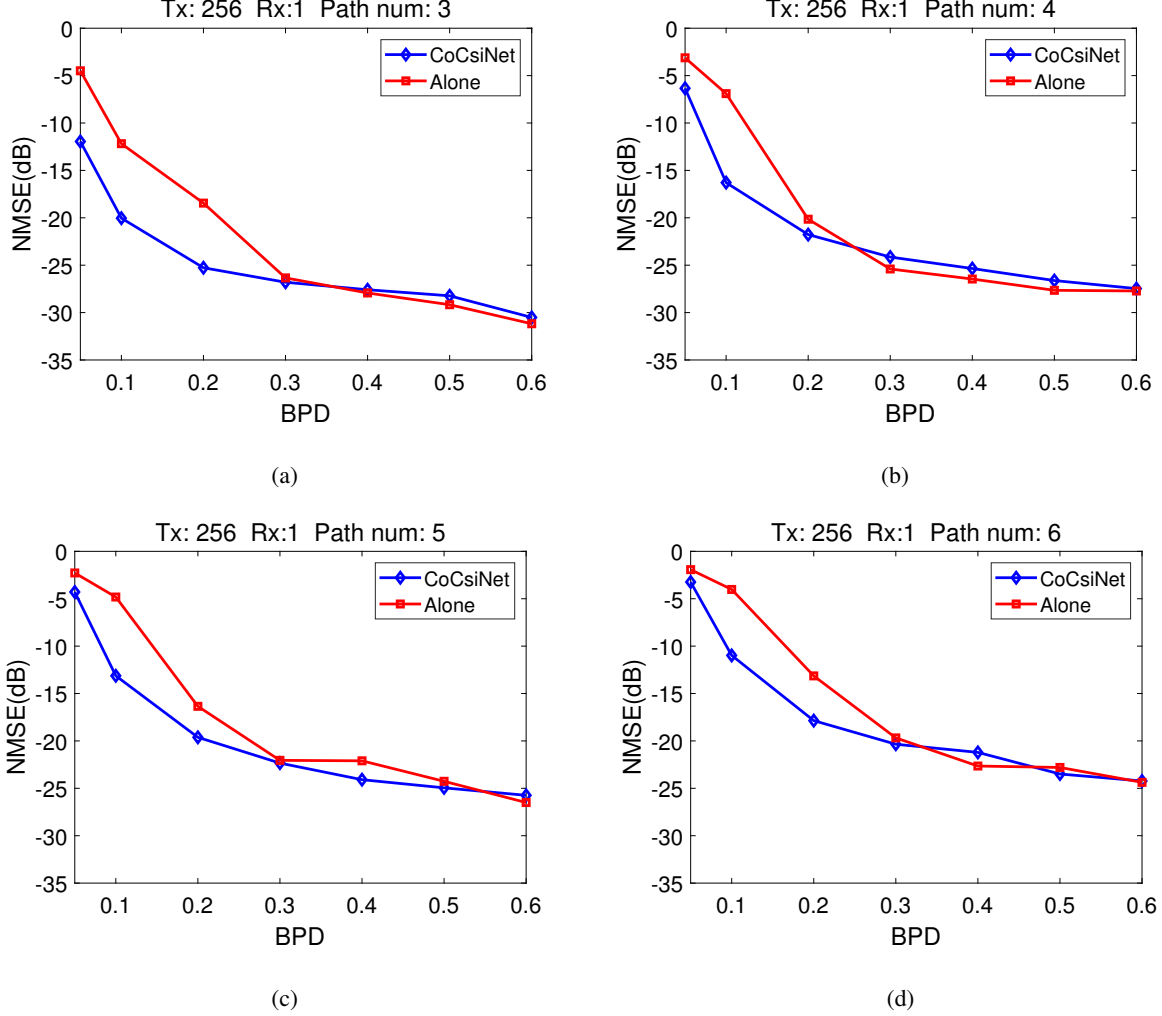 Tx: 256 Rx:1 Path num: 3
0
-5
-10
-15
-20
-25
-30
-35
NMSE(dB)
CoCsiNet
Alone
0.1 0.2 0.3 0.4 0.5 0.6
BPD
(a)
Tx: 256 Rx:1 Path num: 4
0
-5
-10
-15
-20
-25
-30
-35
NMSE(dB)
CoCsiNet
Alone
0.1 0.2 0.3 0.4 0.5 0.6
BPD
(b)
Tx: 256 Rx:1 Path num: 5
0
-5
-10
-15
-20
-25
-30
-35
NMSE(dB)
CoCsiNet
Alone
0.1 0.2 0.3 0.4 0.5 0.6
BPD
(c)
Tx: 256 Rx:1 Path num: 6
0
-5
-10
-15
-20
-25
-30
-35
NMSE(dB)
CoCsiNet
Alone
0.1 0.2 0.3 0.4 0.5 0.6
BPD
(d)